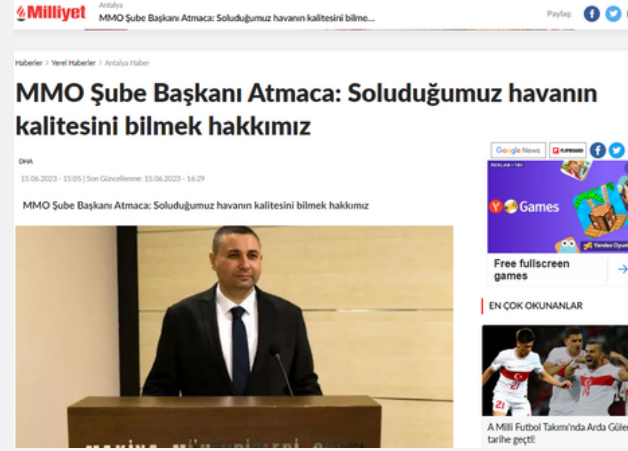 Milliyet
Antalya
MMO Şube Başkanı Atmaca: Soluduğumuz havanın kalitesini bilme...
Paylaş:
Haberler > Yerel Haberler > Antalya Haber
MMO Şube Başkanı Atmaca: Soluduğumuz havanın
kalitesini bilmek hakkımız
DHA
15.06.2023 - 15:05 | Son Güncellenme: 15.06.2023 - 16:29
MMO Şube Başkanı Atmaca: Soluduğumuz havanın kalitesini bilmek hakkımız
Google News
FLIPBOARD
Games
Yandex
Free fullscreen
games
EN ÇOK OKUNANLAR
21
A Milli Futbol Takımı'nda Arda Güler
tarihe geçti!